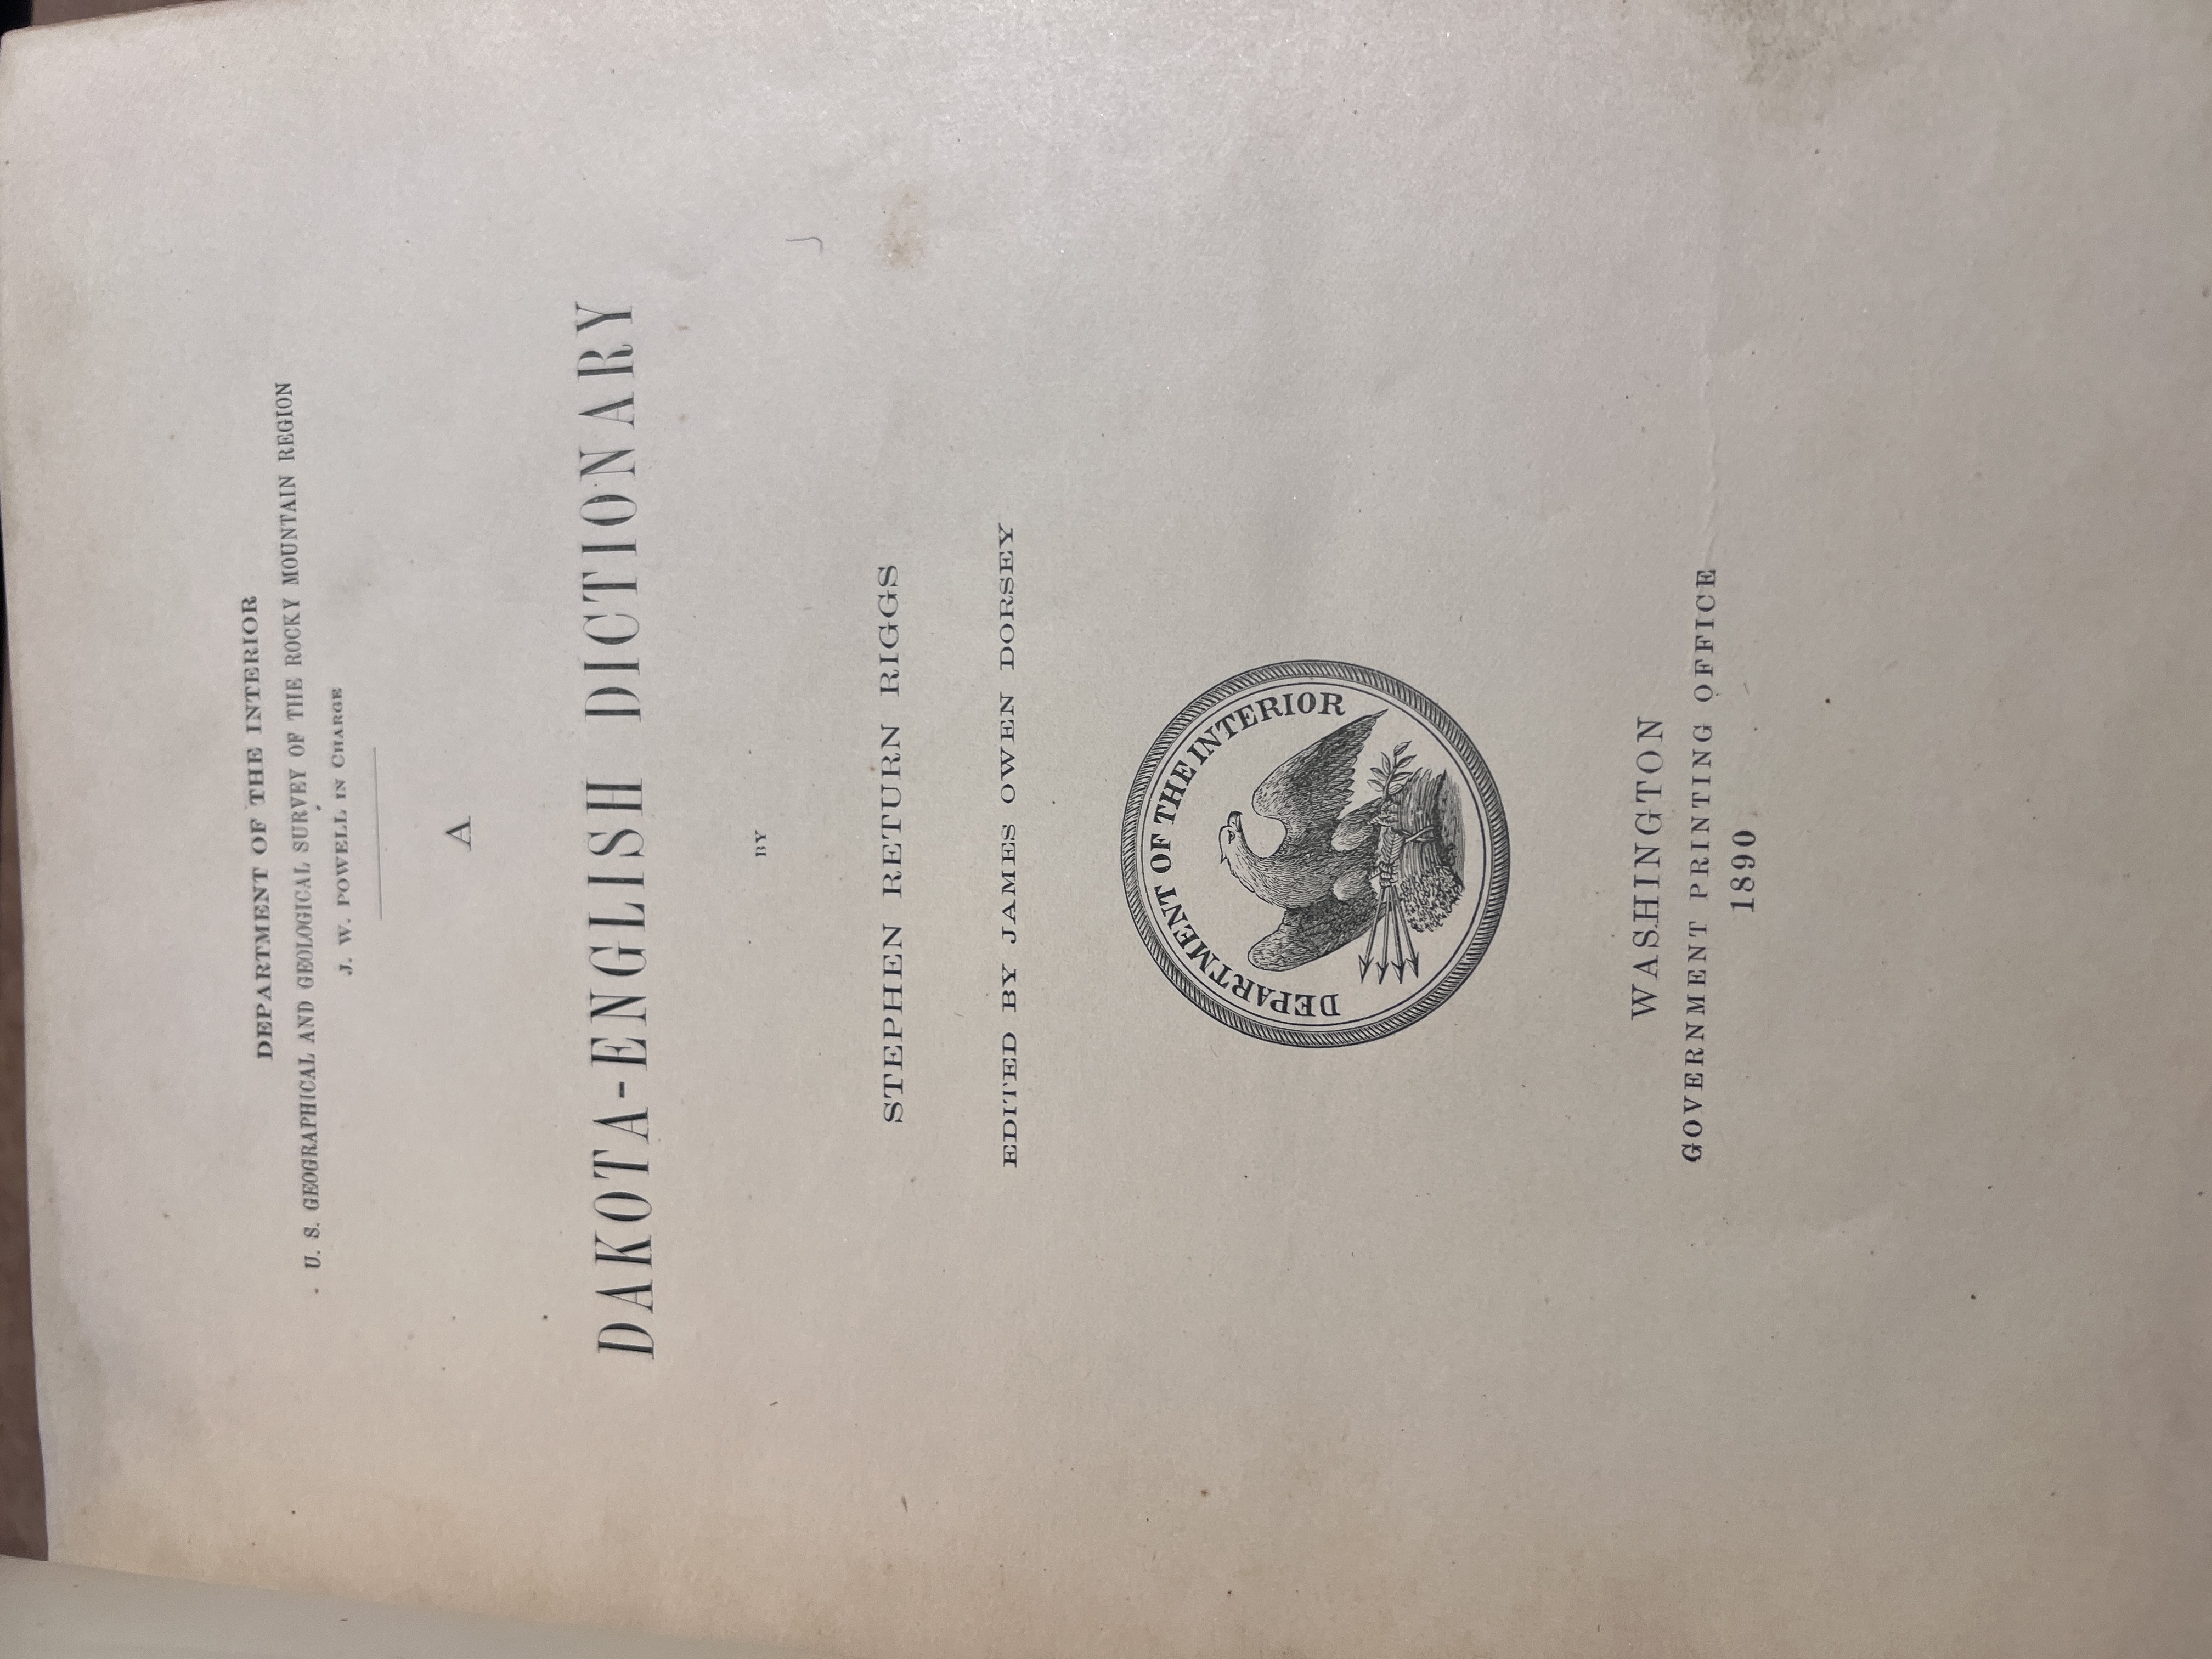 DEPARTMENT OF THE INTERIOR
U. S. GEOGRAPHICAL AND GEOLOGICAL SURVEY OF THE ROCKY MOUNTAIN REGION
J. W. POWELL IN CHARGE
A
DAKOTA-ENGLISH DICTIONARY
BY
STEPHEN RETURN RIGGS
EDITED BY JAMES OWEN DORSEY
DEPARTMENT OF THE INTERIOR
WASHINGTON
GOVERNMENT PRINTING OFFICE
1890